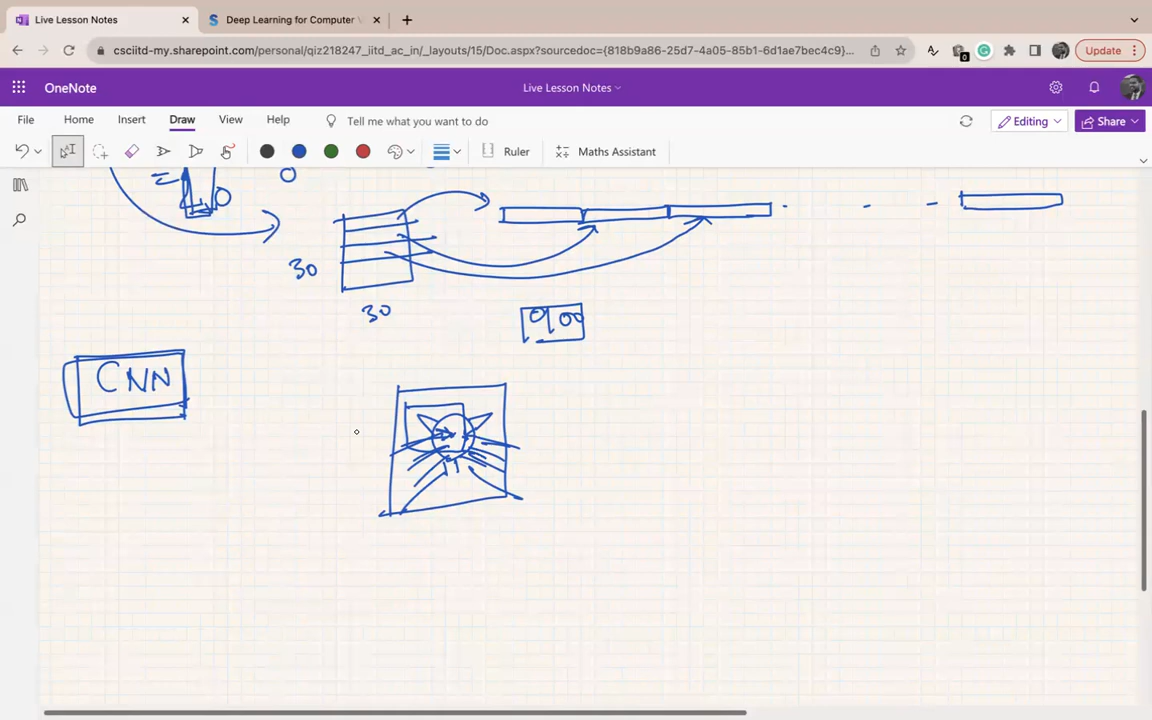 Live Lesson Notes
Deep Learning for Computer
csciitd-my.sharepoint.com/personal/qiz218247_iitd_ac_in/_layouts/15/Doc.aspx?sourcedoc={818b9a86-25d7-4a05-85b1-6d1ae7bec4c9}...
0
Update
OneNote
Live Lesson Notes
File Home Insert Draw View Help Tell me what you want to do
Editing
Share
Ruler
Maths Assistant
0
30
30
900
CNN